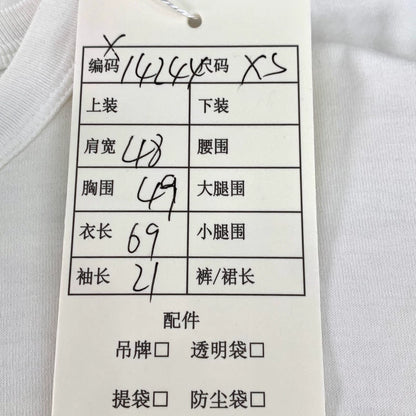 X
编码 14244 尺码 XS
上装 下装
肩宽 48 腰围
胸围 49 大腿围
衣长 69 小腿围
袖长 21 裤/裙长
配件
吊牌□ 透明袋□
提袋□ 防尘袋□